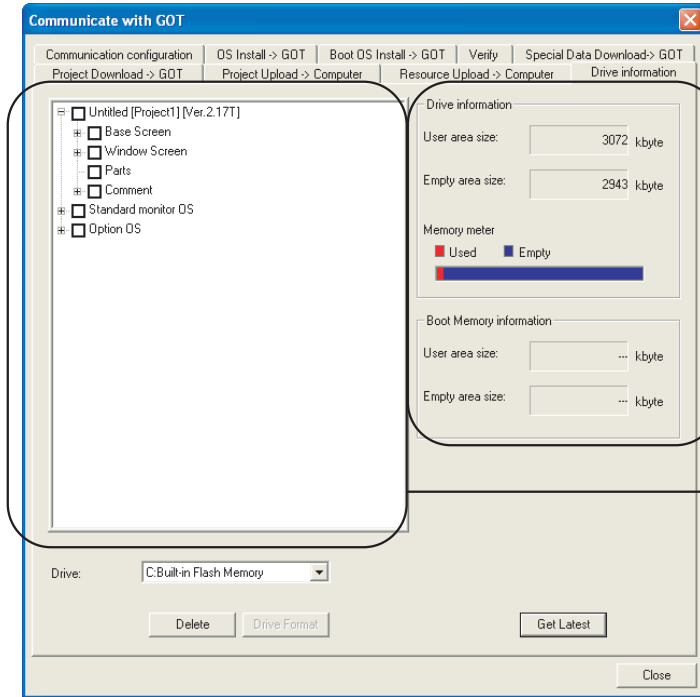 Communicate with GOT
Communication configuration OS Install -> GOT Boot OS Install -> GOT Verify Special Data Download-> GOT
Project Download -> GOT Project Upload -> Computer Resource Upload -> Computer Drive information
Untitled [Project1] [Ver.2.17T]
Base Screen
Window Screen
Parts
Comment
Standard monitor OS
Option OS
Drive information
User area size: 3072 kbyte
Empty area size: 2943 kbyte
Memory meter
Used Empty
Boot Memory information
User area size: --- kbyte
Empty area size: --- kbyte
Drive: C:Built-in Flash Memory
Delete Drive Format Get Latest
Close